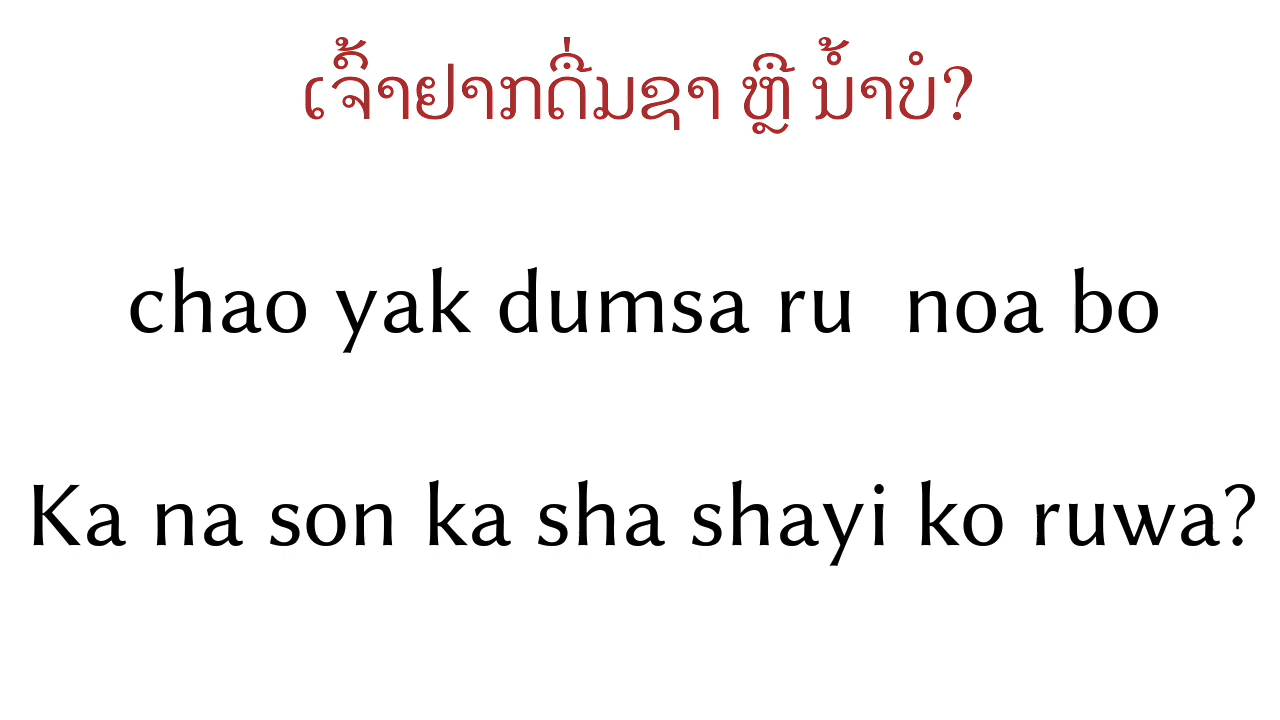 ເຈົ້າຢາກດື່ມຊາ ຫຼື ນ້ຳບໍ?
chao yak dumsa ru  noa bo
Ka na son ka sha shayi ko ruwa?